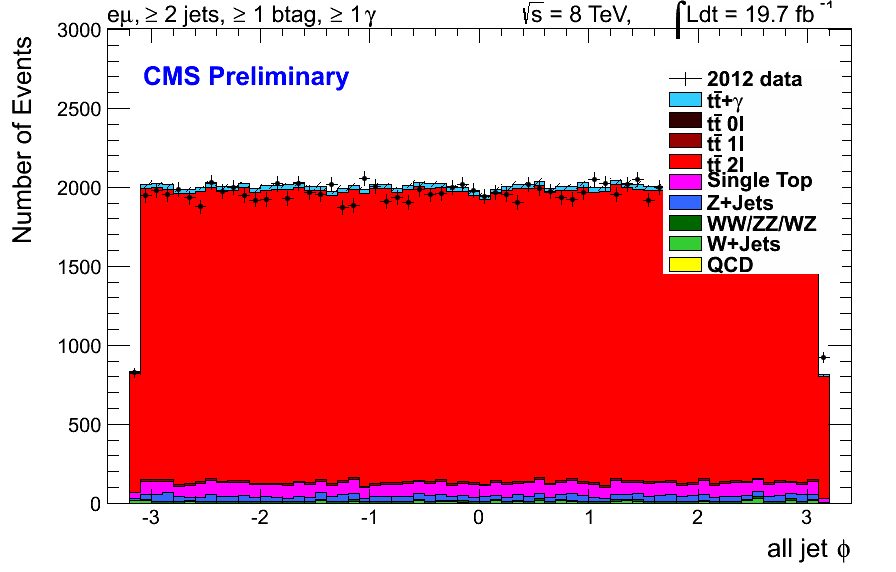 eμ, ≥ 2 jets, ≥ 1 btag, ≥ 1 γ
√s = 8 TeV, ∫Ldt = 19.7 fb⁻¹
Number of Events
CMS Preliminary
2012 data
tt̄+γ
tt̄ 0l
tt̄ 1l
tt̄ 2l
Single Top
Z+Jets
WW/ZZ/WZ
W+Jets
QCD
3000
2500
2000
1500
1000
500
0
-3 -2 -1 0 1 2 3
all jet ϕ